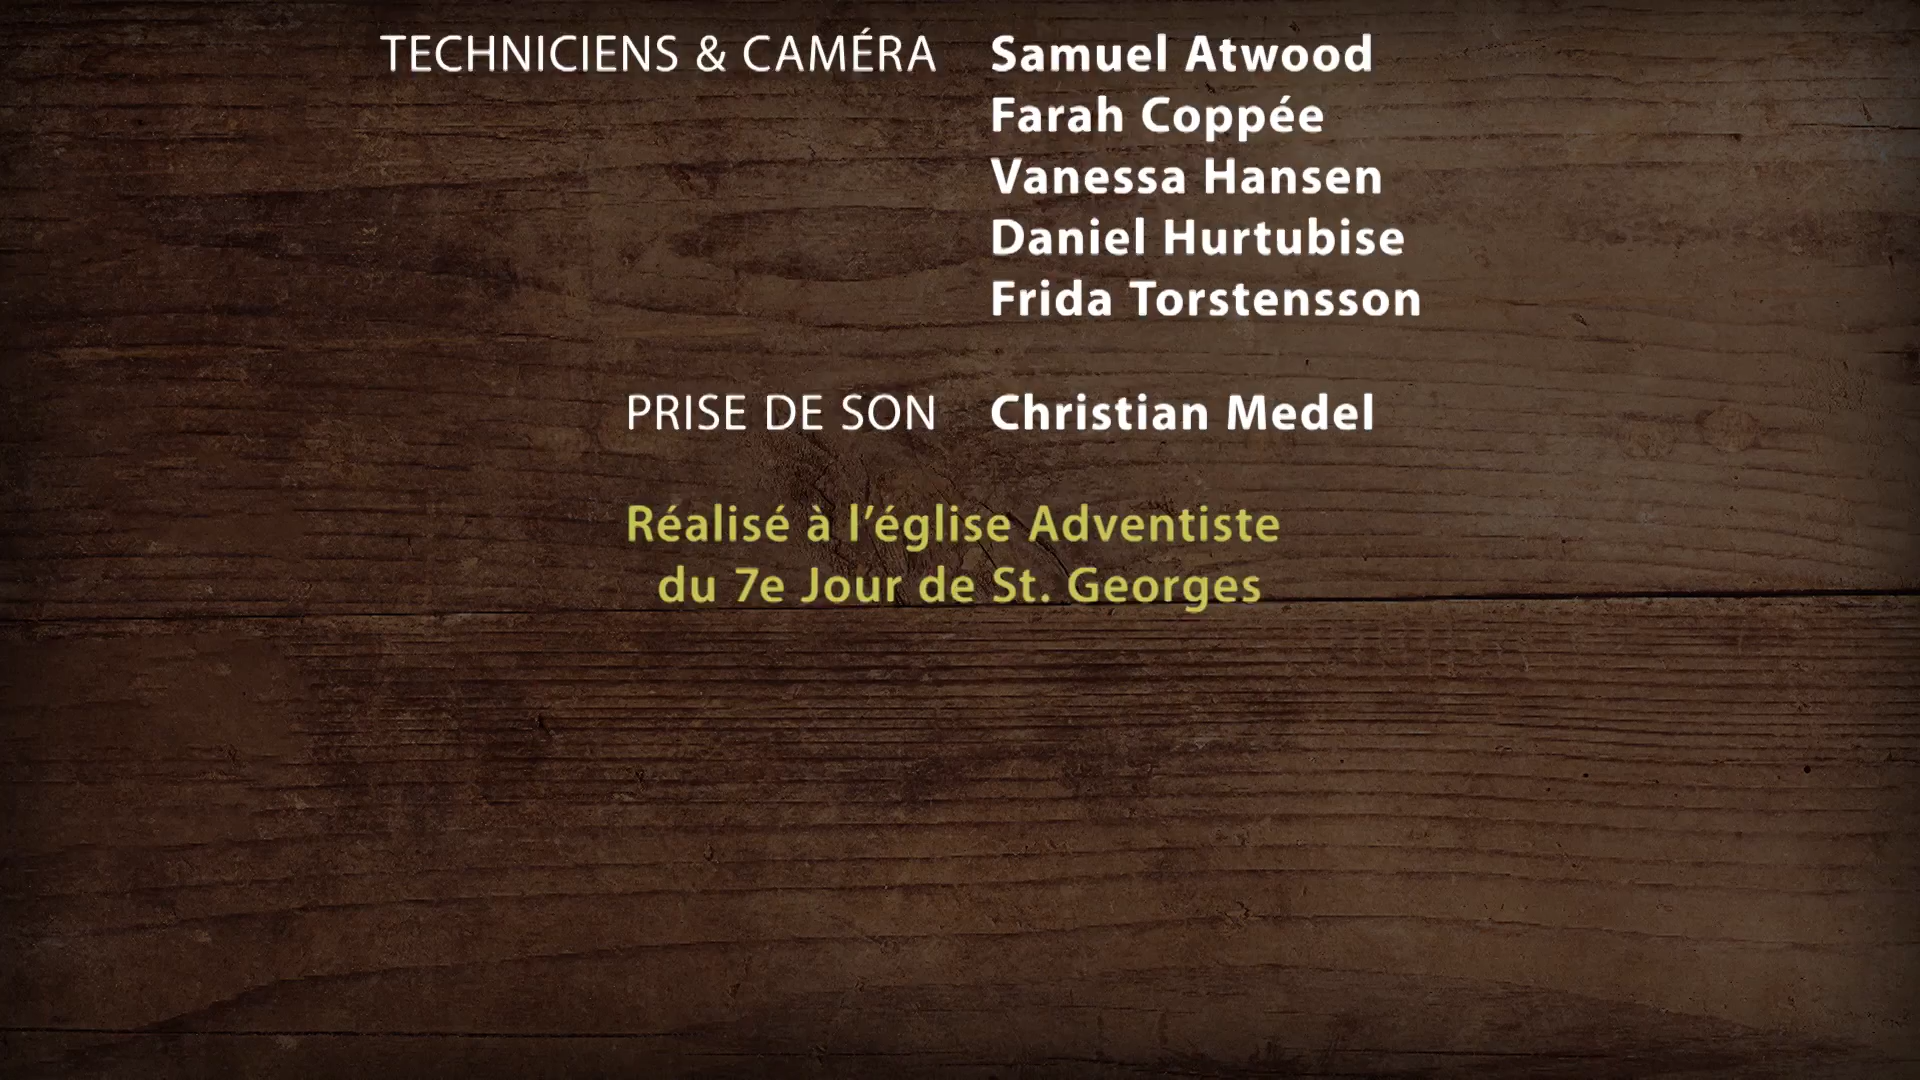 TECHNICIENS & CAMÉRA Samuel Atwood
Farah Coppée
Vanessa Hansen
Daniel Hurtubise
Frida Torstensson
PRISE DE SON Christian Medel
Réalisé à l’église Adventiste
du 7e Jour de St. Georges